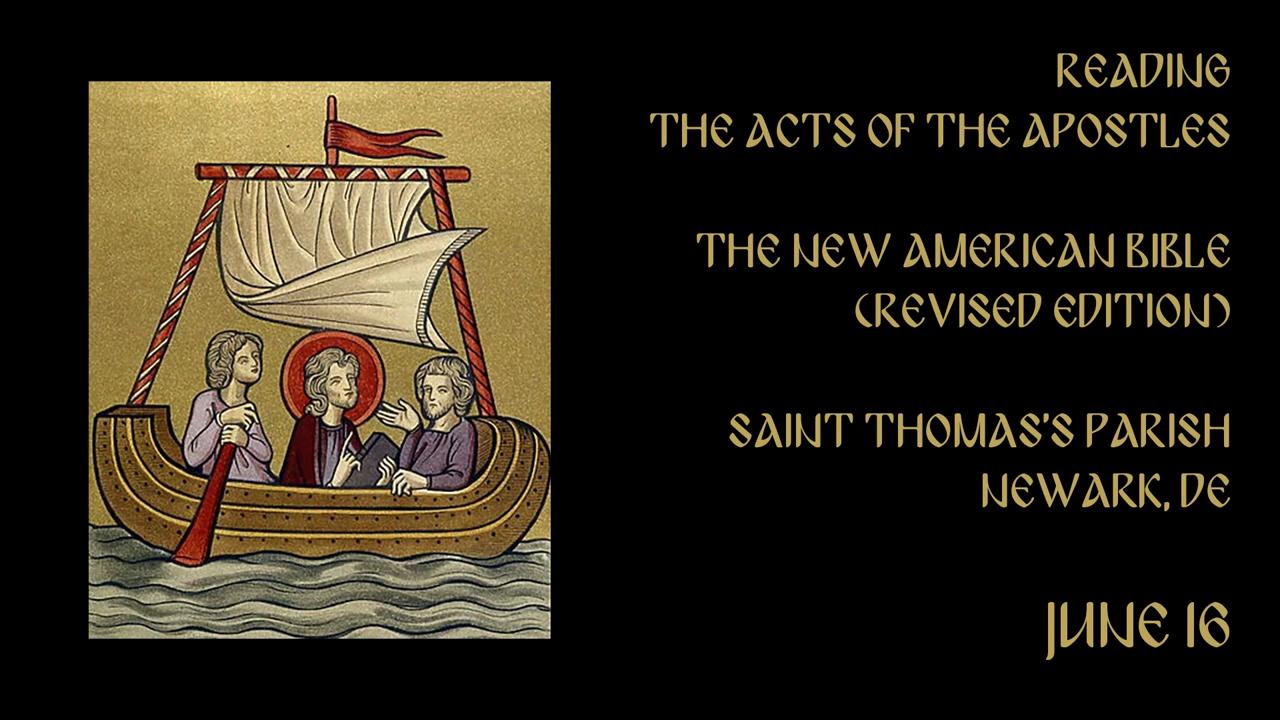 READING
THE ACTS OF THE APOSTLES
THE NEW AMERICAN BIBLE
(REVISED EDITION)
SAINT THOMAS'S PARISH
NEWARK, DE
JUNE 16